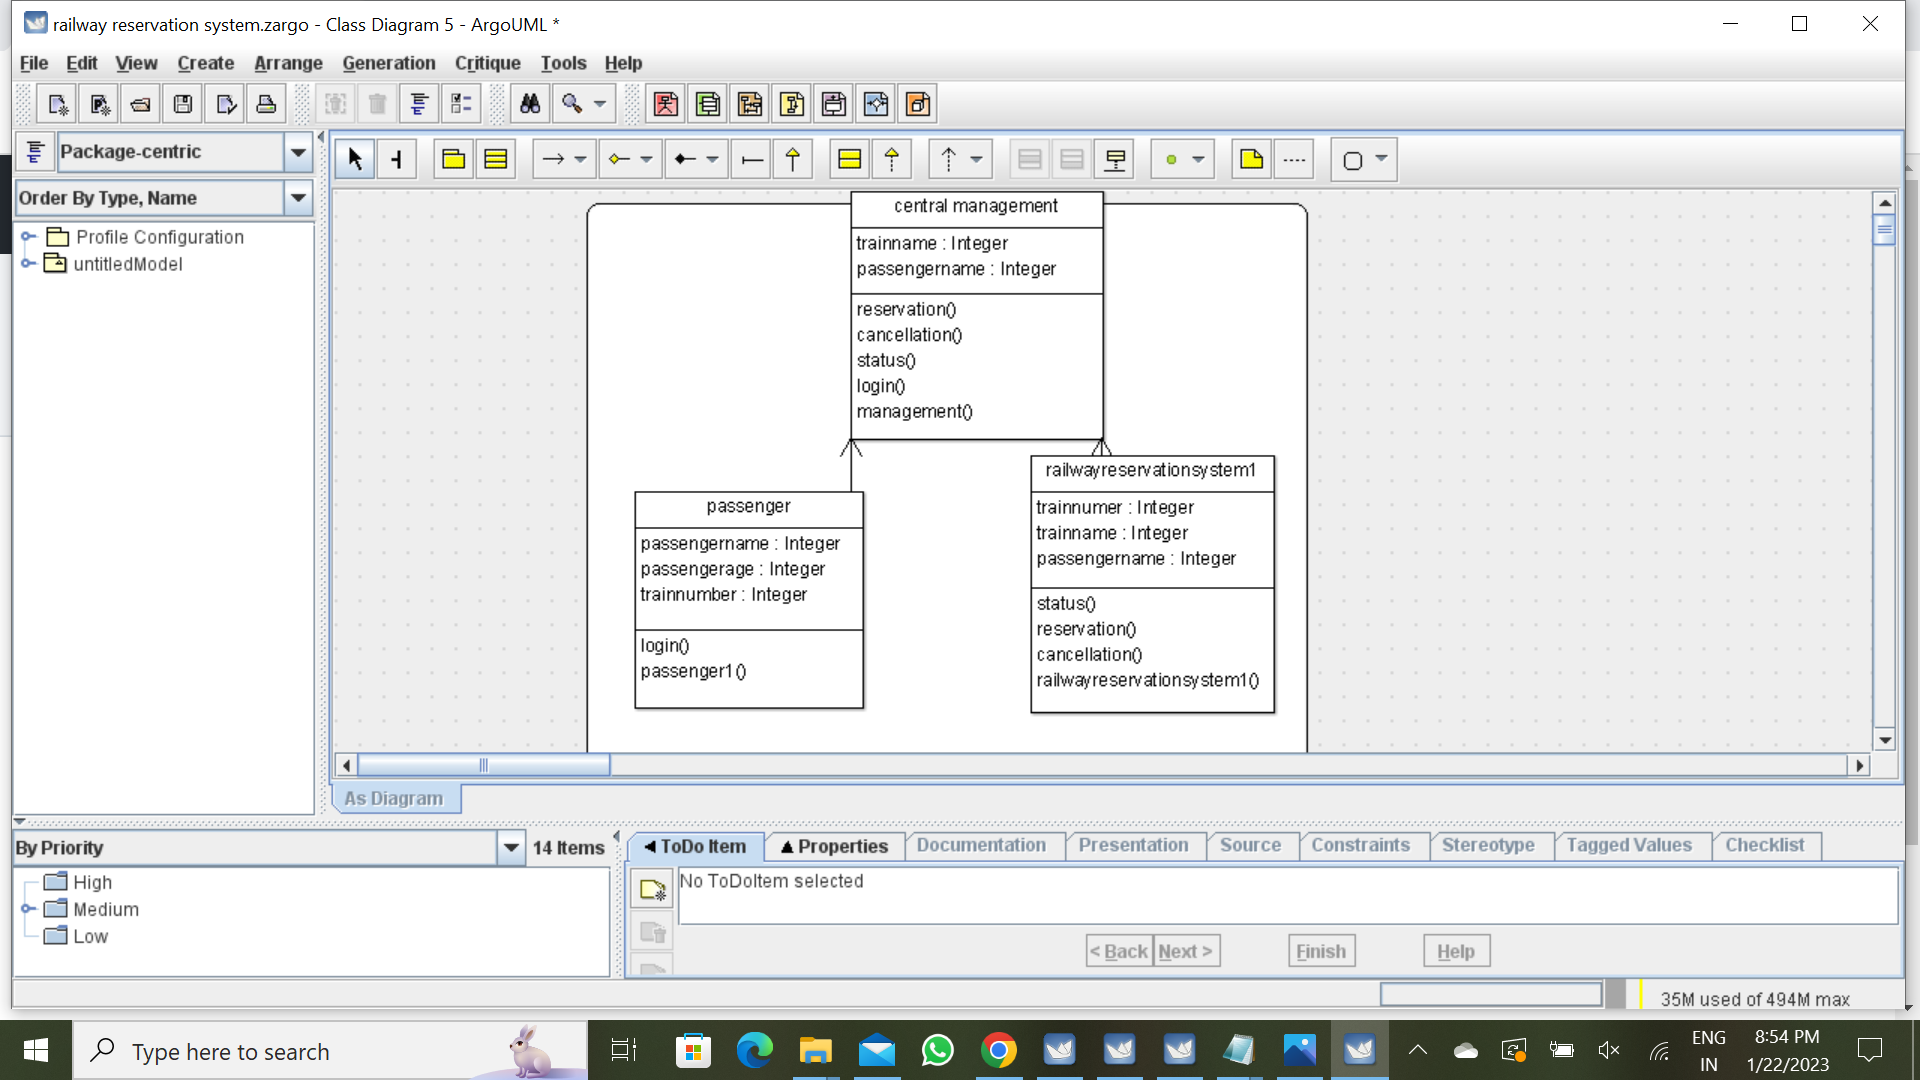 railway reservation system.zargo - Class Diagram 5 - ArgoUML *
File Edit View Create Arrange Generation Critique Tools Help
Package-centric
Order By Type, Name
Profile Configuration
untitledModel
central management
trainname : Integer
passengername : Integer
reservation()
cancellation()
status()
login()
management()
passenger
passengername : Integer
passengerage : Integer
trainnumber : Integer
login()
passenger1()
railwayreservationsystem1
trainnumer : Integer
trainname : Integer
passengername : Integer
status()
reservation()
cancellation()
railwayreservationsystem1()
As Diagram
By Priority 14 Items
High
Medium
Low
ToDo Item Properties Documentation Presentation Source Constraints Stereotype Tagged Values Checklist
No ToDoItem selected
< Back Next > Finish Help
35M used of 494M max
Type here to search
ENG
IN
8:54 PM
1/22/2023